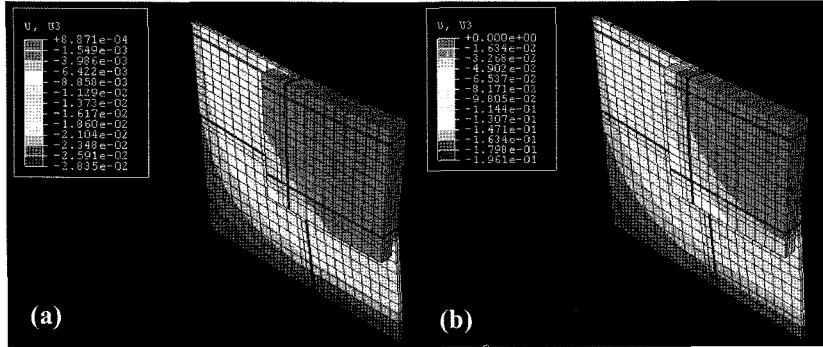 U, U3
+8.871e-04
-1.549e-03
-3.986e-03
-6.422e-03
-8.858e-03
-1.129e-02
-1.373e-02
-1.617e-02
-1.860e-02
-2.104e-02
-2.348e-02
-2.591e-02
-2.835e-02
(a)
U, U3
+0.000e+00
-1.634e-02
-3.268e-02
-4.902e-02
-6.537e-02
-8.171e-02
-9.805e-02
-1.144e-01
-1.307e-01
-1.471e-01
-1.634e-01
-1.798e-01
-1.961e-01
(b)